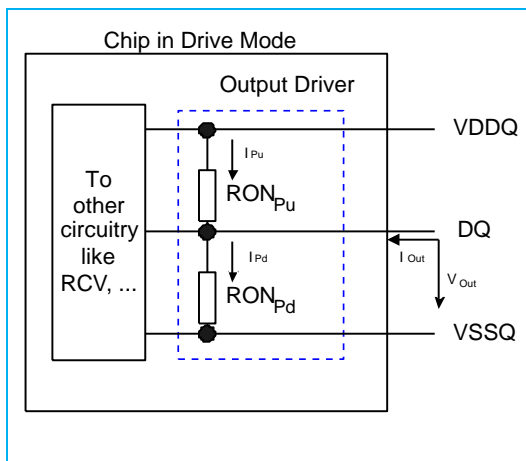 Chip in Drive Mode
Output Driver
VDDQ
To
other
circuitry
like
RCV, ...
I Pu
RON Pu
DQ
I Out
V Out
I Pd
RON Pd
VSSQ